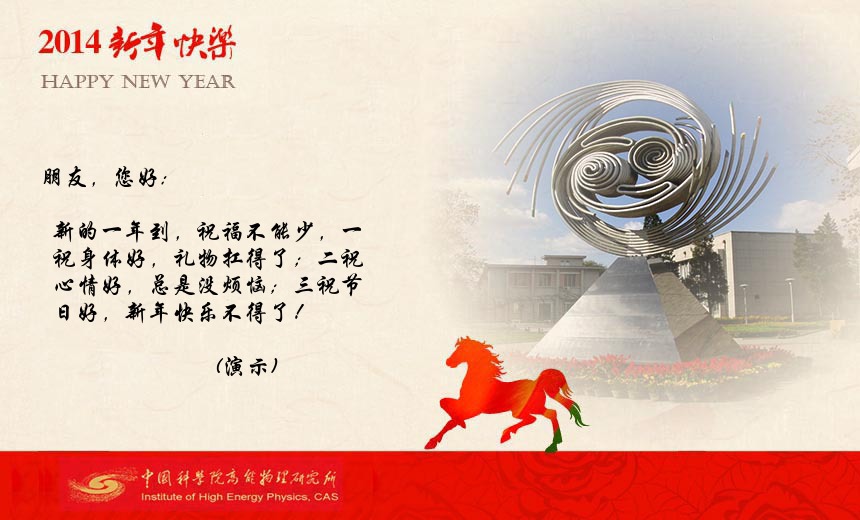 2014 新年快樂
HAPPY NEW YEAR
朋友，您好：
新的一年到，祝福不能少，一
祝身体好，礼物扛得了；二祝
心情好，总是没烦恼；三祝节
日好，新年快乐不得了！
（演示）
中国科学院高能物理研究所
Institute of High Energy Physics, CAS